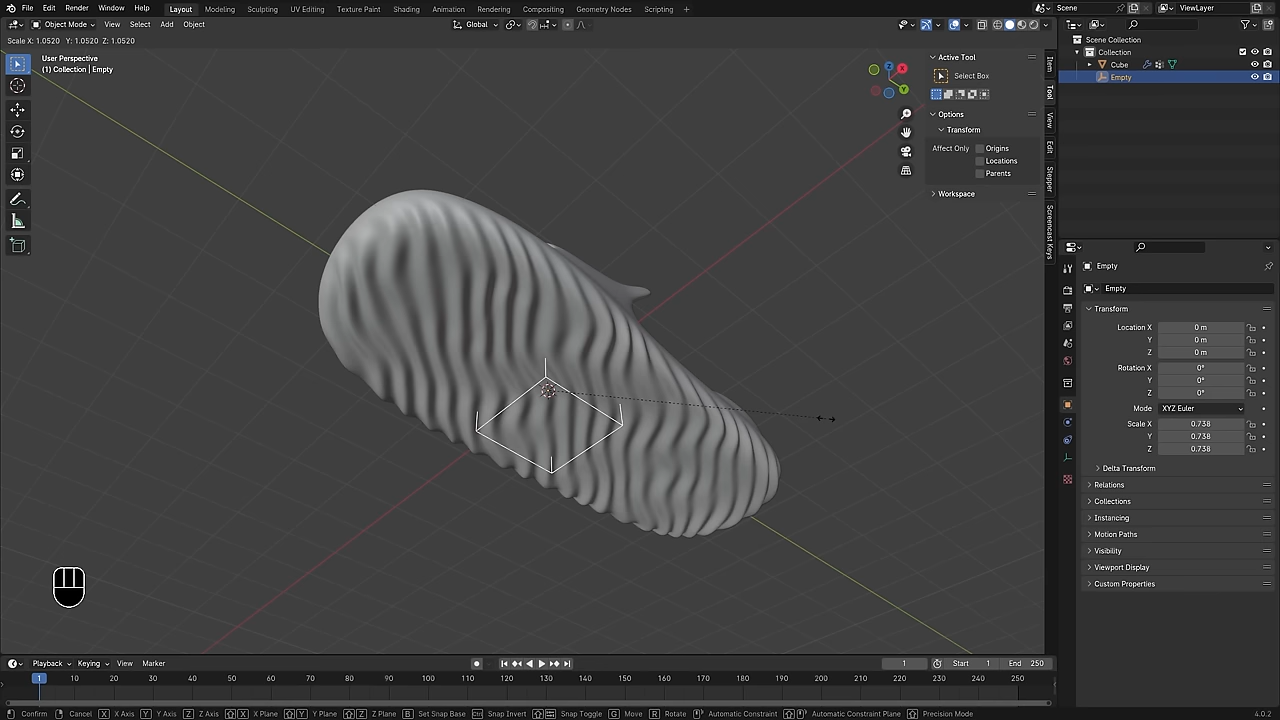 File Edit Render Window Help Layout Modeling Sculpting UV Editing Texture Paint Shading Animation Rendering Compositing Geometry Nodes Scripting + Scene ViewLayer
Object Mode View Select Add Object Global
Scale X: 1.0520 Y: 1.0520 Z: 1.0520
User Perspective
(1) Collection | Empty
X
Y
Z
Active Tool
Select Box
Options
Transform
Affect Only Origins
Locations
Parents
Workspace
Item
Tool
View
Edit
Stepper
Screencast Keys
Scene Collection
Collection
Cube
Empty
Empty
Empty
Transform
Location X 0 m
Y 0 m
Z 0 m
Rotation X 0°
Y 0°
Z 0°
Mode XYZ Euler
Scale X 0.738
Y 0.738
Z 0.738
Delta Transform
Relations
Collections
Instancing
Motion Paths
Visibility
Viewport Display
Custom Properties
Playback Keying View Marker 1 Start 1 End 250
1 10 20 30 40 50 60 70 80 90 100 110 120 130 140 150 160 170 180 190 200 210 220 230 240 250
Confirm Cancel X X Axis Y Y Axis Z Z Axis X X Plane Y Y Plane Z Z Plane B Set Snap Base Snap Invert Snap Toggle G Move R Rotate Automatic Constraint Automatic Constraint Plane Precision Mode 4.0.2